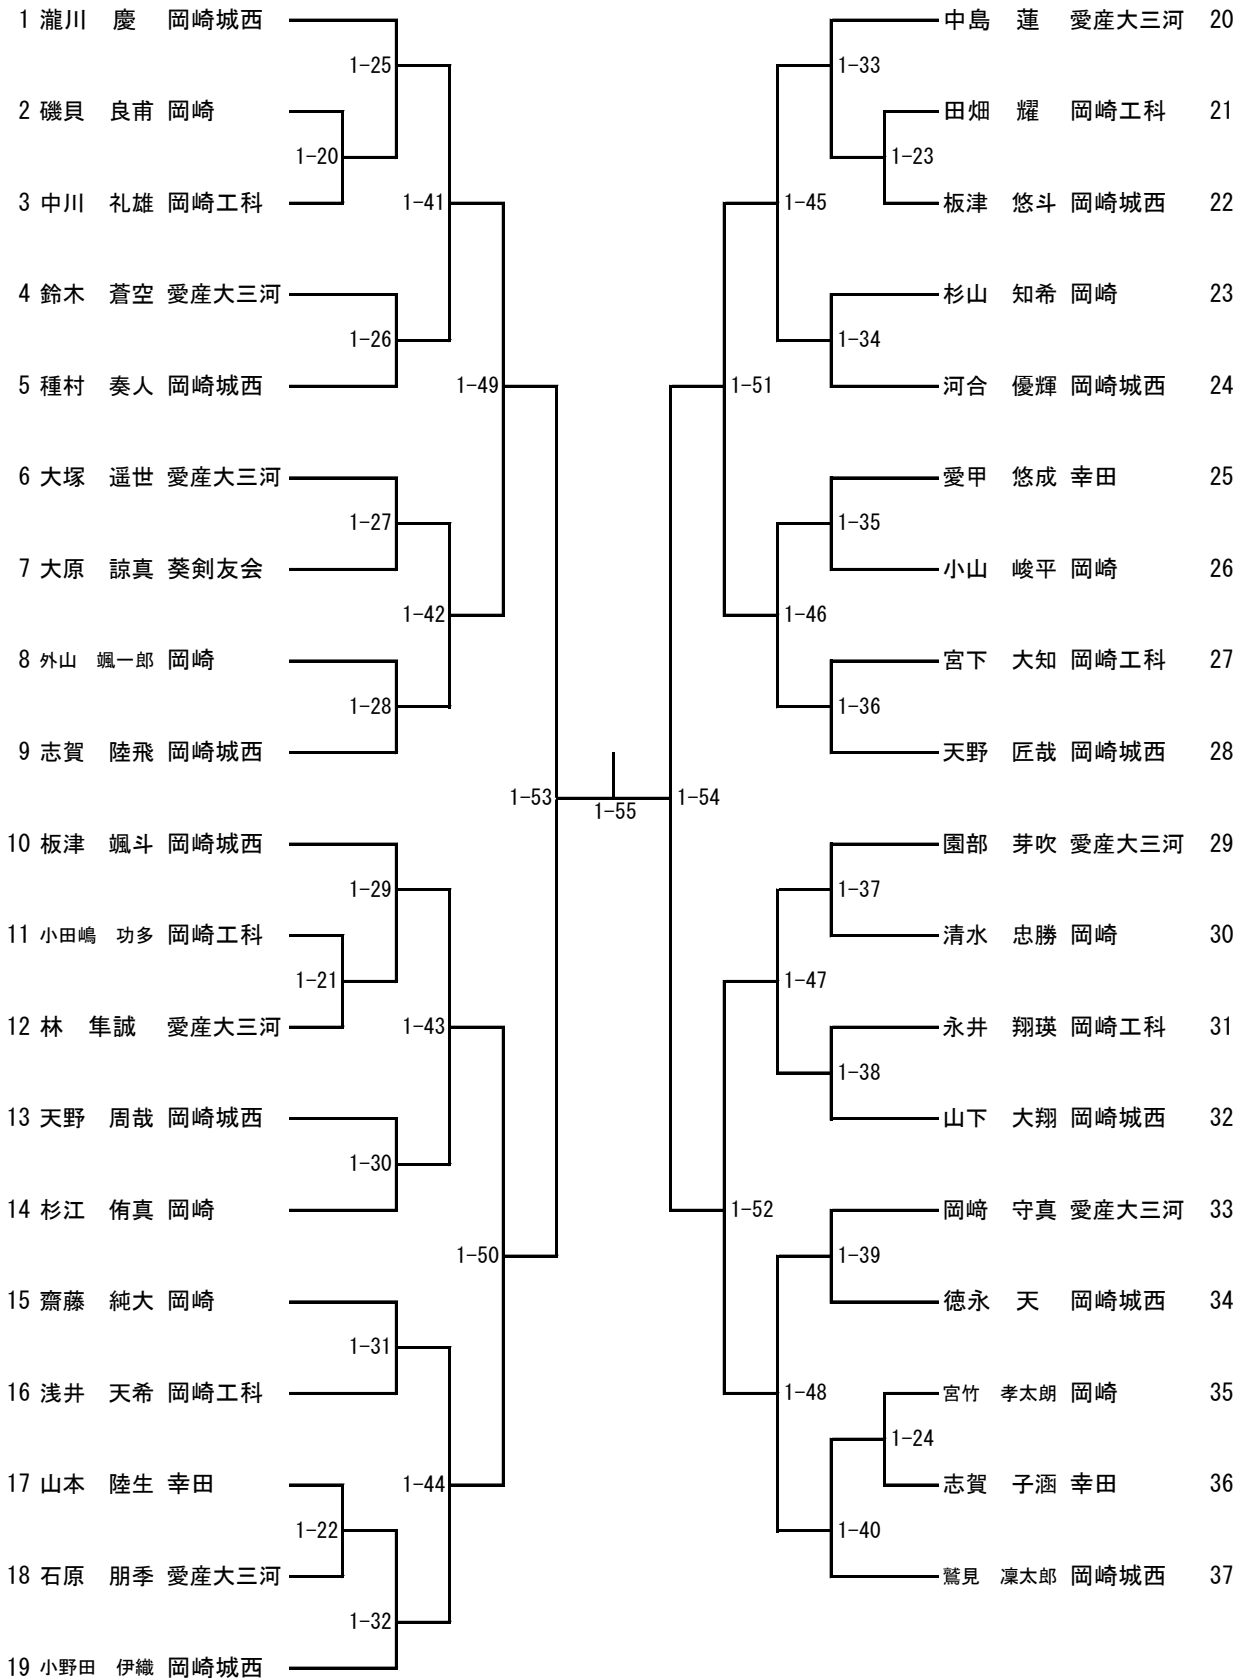 1 瀧川　慶　岡崎城西
1-25
2 磯貝　良甫 岡崎
1-20
3 中川　礼雄 岡崎工科
1-41
4 鈴木　蒼空 愛産大三河
1-26
5 種村　奏人 岡崎城西
1-49
6 大塚　遥世 愛産大三河
1-27
7 大原　諒真 葵剣友会
1-42
8 外山　颯一郎 岡崎
1-28
9 志賀　陸飛 岡崎城西
1-53
10 板津　颯斗 岡崎城西
1-29
11 小田嶋　功多 岡崎工科
1-21
12 林　隼誠　愛産大三河
1-43
13 天野　周哉 岡崎城西
1-30
14 杉江　侑真 岡崎
1-50
15 齋藤　純大 岡崎
1-31
16 浅井　天希 岡崎工科
17 山本　陸生 幸田
1-44
1-22
18 石原　朋季 愛産大三河
1-32
19 小野田　伊織 岡崎城西
1-55
中島　蓮　愛産大三河 20
1-33
田畑　耀　岡崎工科 21
1-23
板津　悠斗 岡崎城西 22
1-45
杉山　知希 岡崎 23
1-34
河合　優輝 岡崎城西 24
1-51
愛甲　悠成 幸田 25
1-35
小山　峻平 岡崎 26
1-46
宮下　大知 岡崎工科 27
1-36
天野　匠哉 岡崎城西 28
1-54
園部　芽吹 愛産大三河 29
1-37
清水　忠勝 岡崎 30
1-47
永井　翔瑛 岡崎工科 31
1-38
山下　大翔 岡崎城西 32
1-52
岡﨑　守真 愛産大三河 33
1-39
徳永　天　岡崎城西 34
1-48
宮竹　孝太朗 岡崎 35
1-24
志賀　子涵 幸田 36
1-40
鷲見　凜太郎 岡崎城西 37